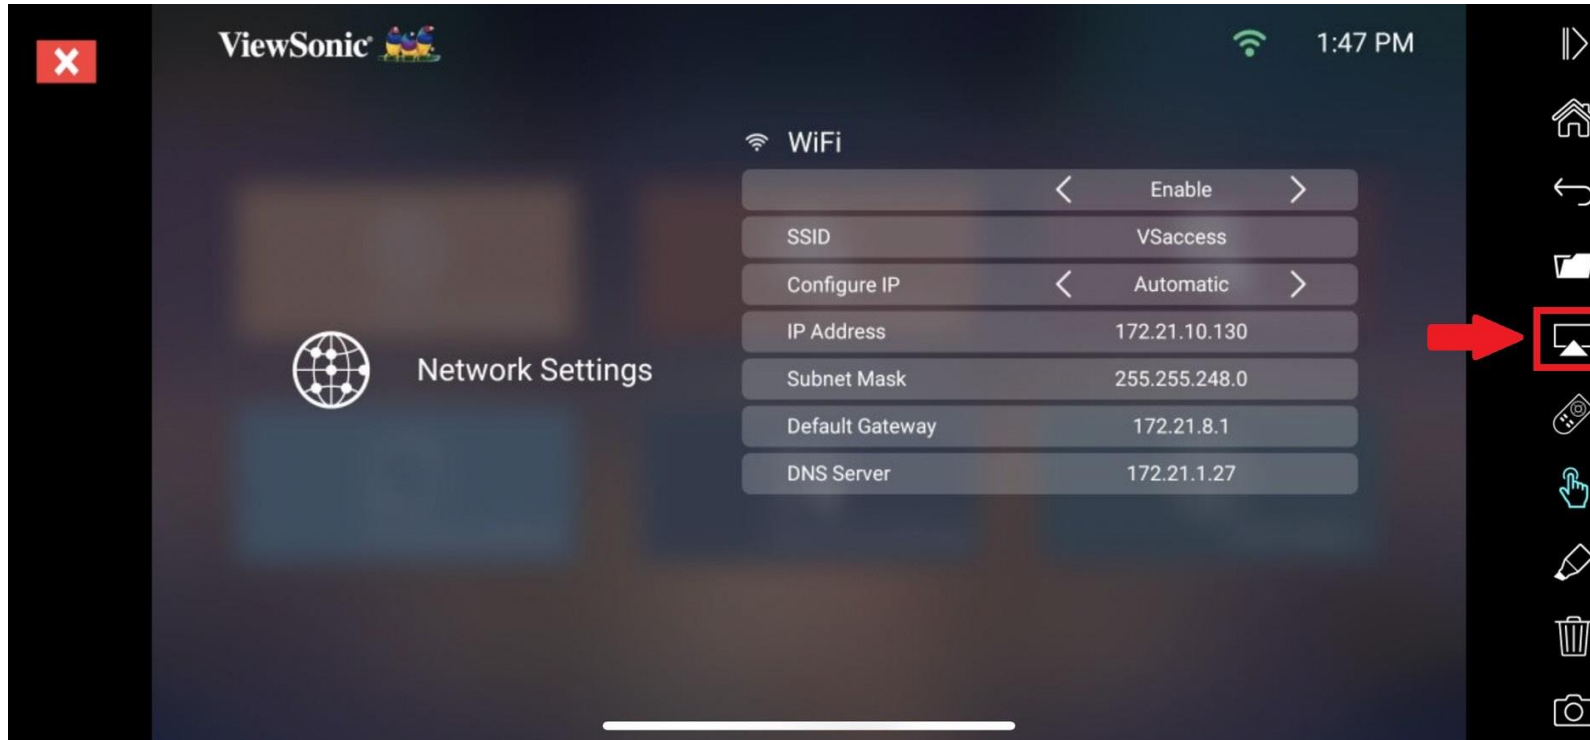 ViewSonic
1:47 PM
WiFi
Enable
SSID VSaccess
Configure IP Automatic
IP Address 172.21.10.130
Network Settings
Subnet Mask 255.255.248.0
Default Gateway 172.21.8.1
DNS Server 172.21.1.27